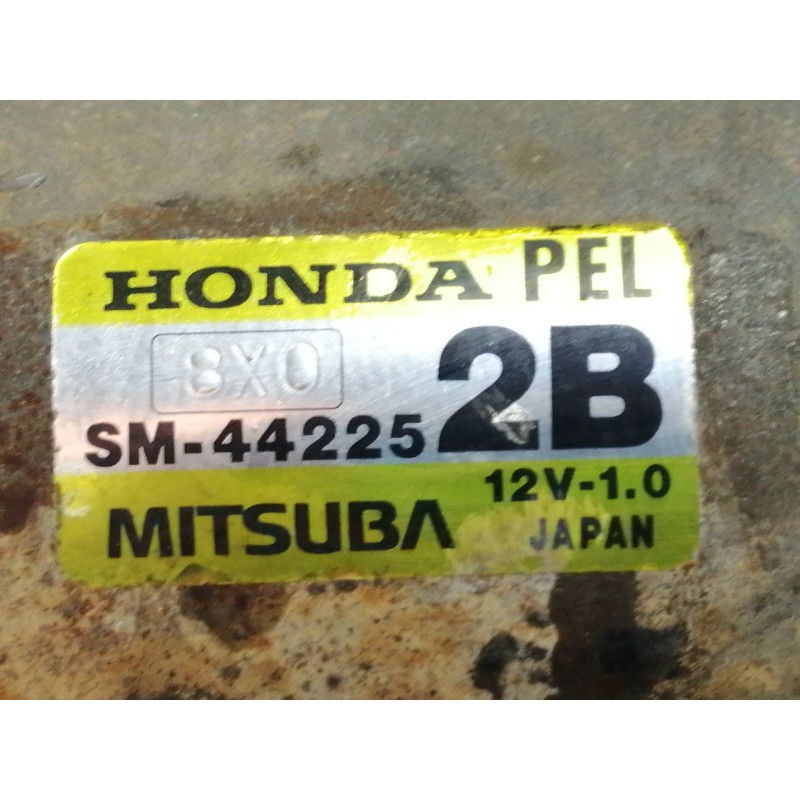 HONDA PEL
8X0
2B
SM-44225
12V-1.0
MITSUBA
JAPAN